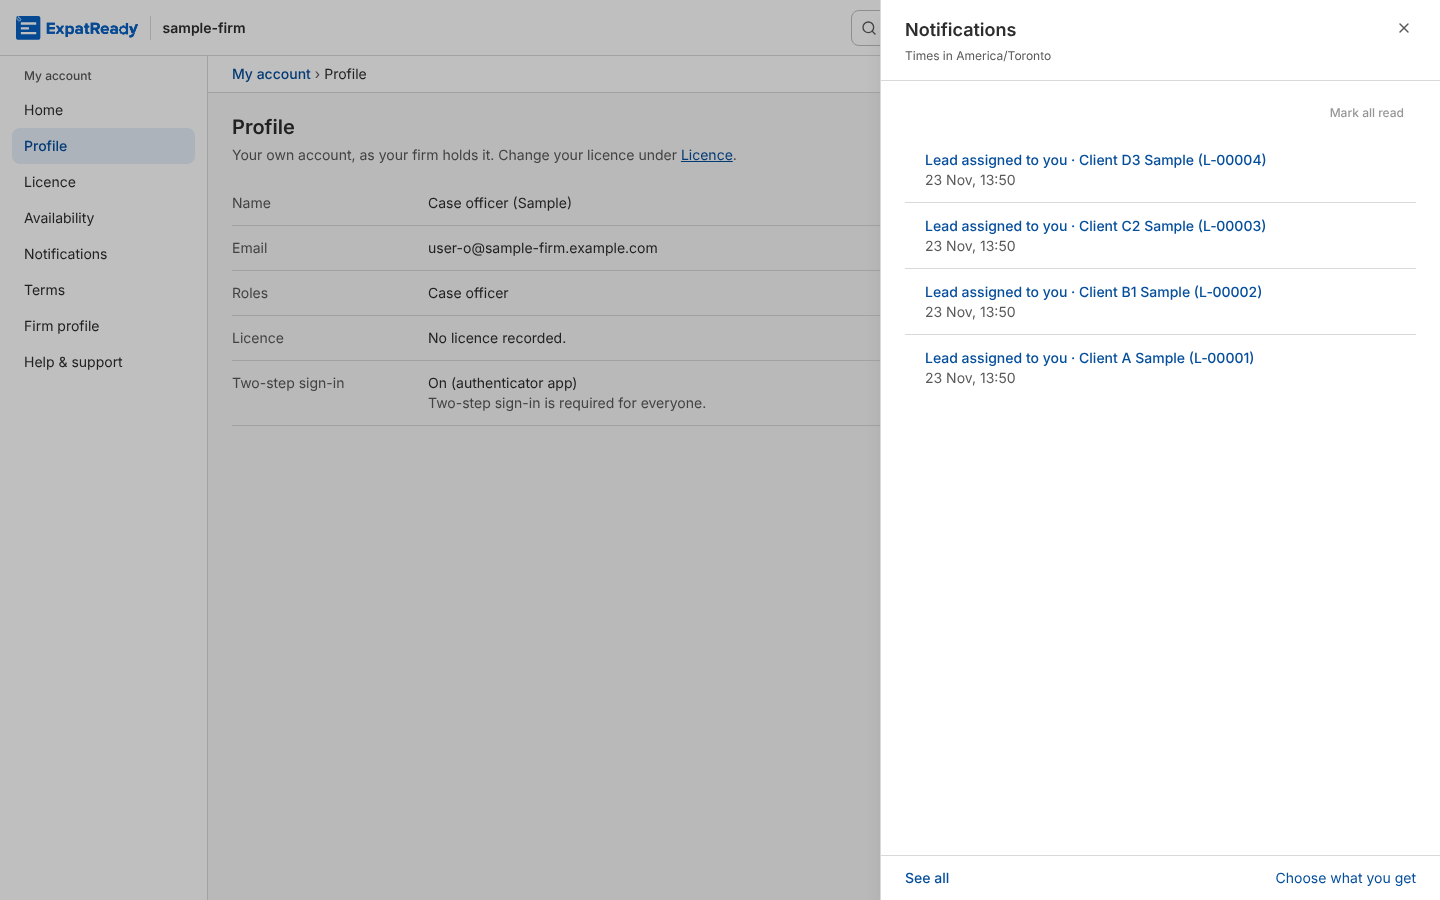 ExpatReady
sample-firm
My account
Home
Profile
Licence
Availability
Notifications
Terms
Firm profile
Help & support
My account › Profile
Profile
Your own account, as your firm holds it. Change your licence under Licence.
Name Case officer (Sample)
Email user-o@sample-firm.example.com
Roles Case officer
Licence No licence recorded.
Two-step sign-in On (authenticator app)
Two-step sign-in is required for everyone.
Notifications
Times in America/Toronto
Mark all read
Lead assigned to you · Client D3 Sample (L-00004)
23 Nov, 13:50
Lead assigned to you · Client C2 Sample (L-00003)
23 Nov, 13:50
Lead assigned to you · Client B1 Sample (L-00002)
23 Nov, 13:50
Lead assigned to you · Client A Sample (L-00001)
23 Nov, 13:50
See all
Choose what you get